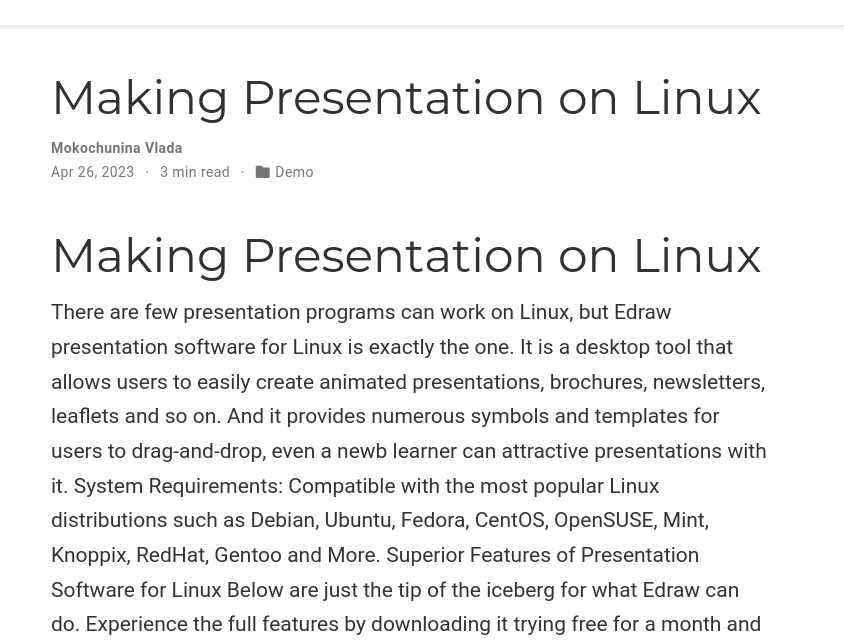 Making Presentation on Linux
Mokochunina Vlada
Apr 26, 2023 · 3 min read · Demo
Making Presentation on Linux
There are few presentation programs can work on Linux, but Edraw
presentation software for Linux is exactly the one. It is a desktop tool that
allows users to easily create animated presentations, brochures, newsletters,
leaflets and so on. And it provides numerous symbols and templates for
users to drag-and-drop, even a newb learner can attractive presentations with
it. System Requirements: Compatible with the most popular Linux
distributions such as Debian, Ubuntu, Fedora, CentOS, OpenSUSE, Mint,
Knoppix, RedHat, Gentoo and More. Superior Features of Presentation
Software for Linux Below are just the tip of the iceberg for what Edraw can
do. Experience the full features by downloading it trying free for a month and